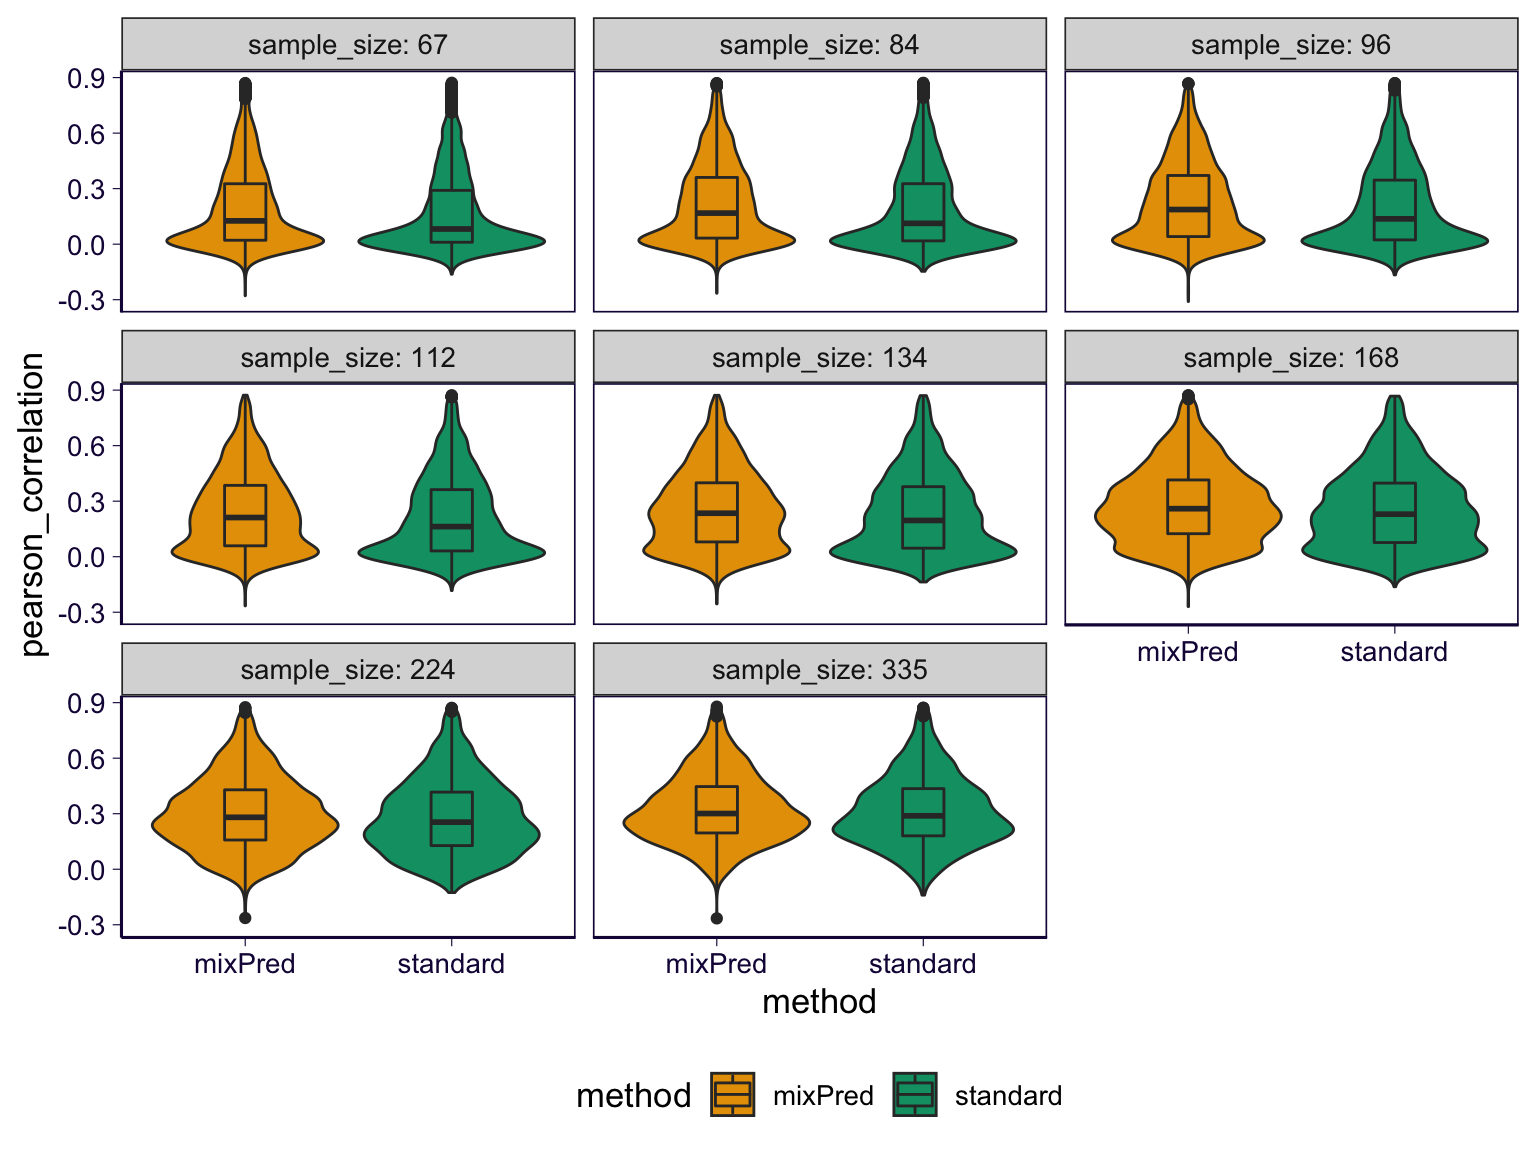 sample_size: 67
sample_size: 84
sample_size: 96
0.9
0.6
0.3
0.0
-0.3
sample_size: 112
sample_size: 134
sample_size: 168
0.9
0.6
0.3
0.0
-0.3
mixPred standard
sample_size: 224
sample_size: 335
0.9
0.6
0.3
0.0
-0.3
mixPred standard
mixPred standard
pearson_correlation
method
method mixPred standard